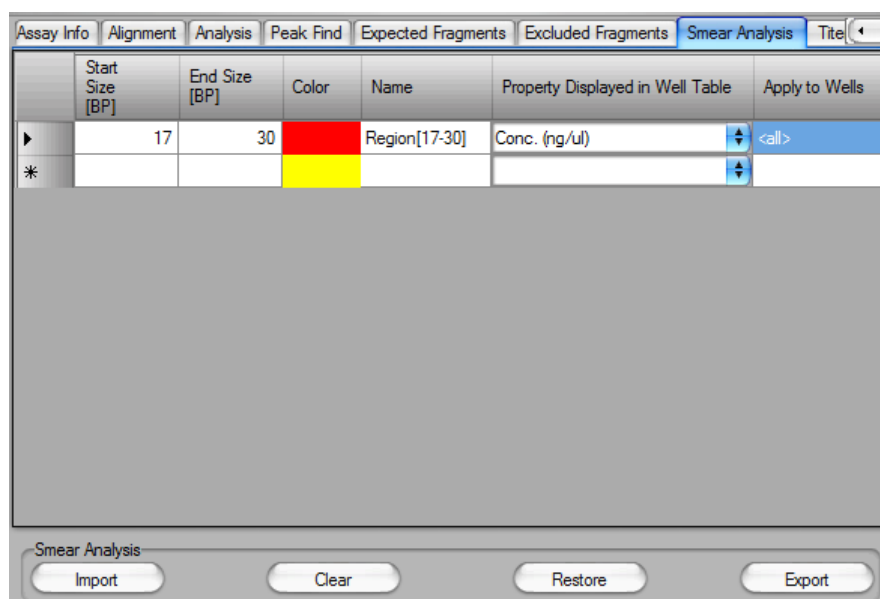 Assay Info Alignment Analysis Peak Find Expected Fragments Excluded Fragments Smear Analysis Tite
Start Size [BP] End Size [BP] Color Name Property Displayed in Well Table Apply to Wells
17 30 Region[17-30] Conc. (ng/ul) <all>
Smear Analysis
Import Clear Restore Export